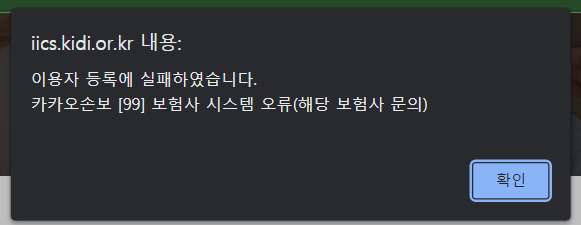 iics.kidi.or.kr 내용:
이용자 등록에 실패하였습니다.
카카오손보 [99] 보험사 시스템 오류(해당 보험사 문의)
확인